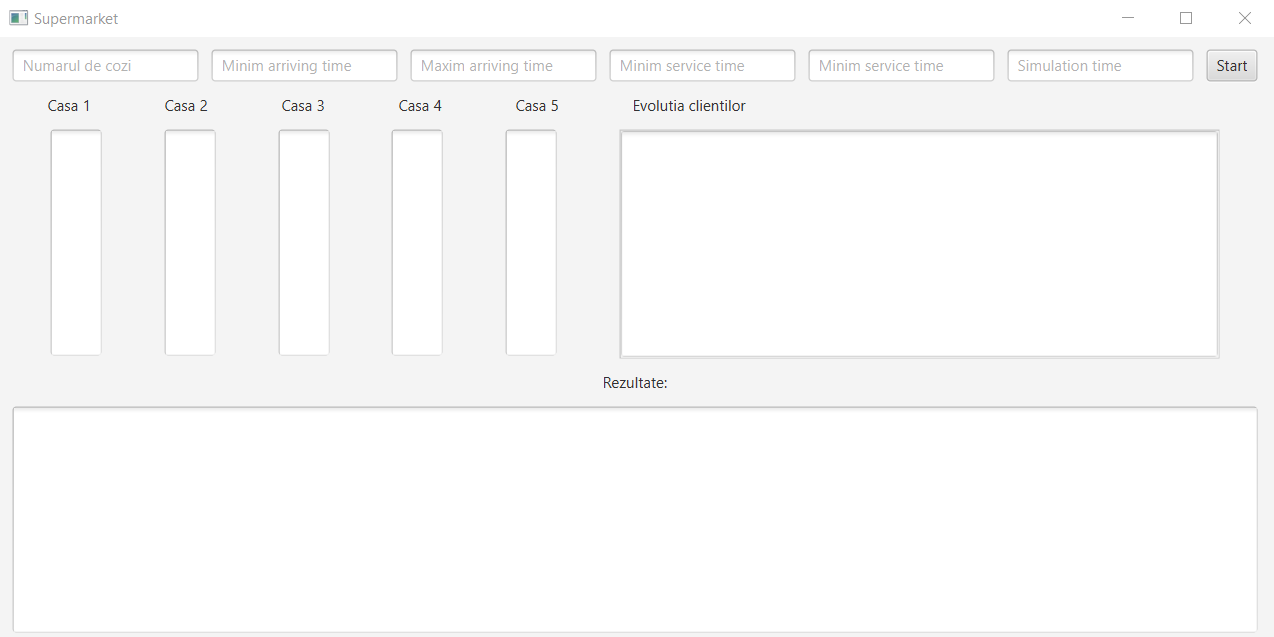 Supermarket
Numarul de cozi Minim arriving time Maxim arriving time Minim service time Minim service time Simulation time Start
Casa 1 Casa 2 Casa 3 Casa 4 Casa 5 Evolutia clientilor
Rezultate: